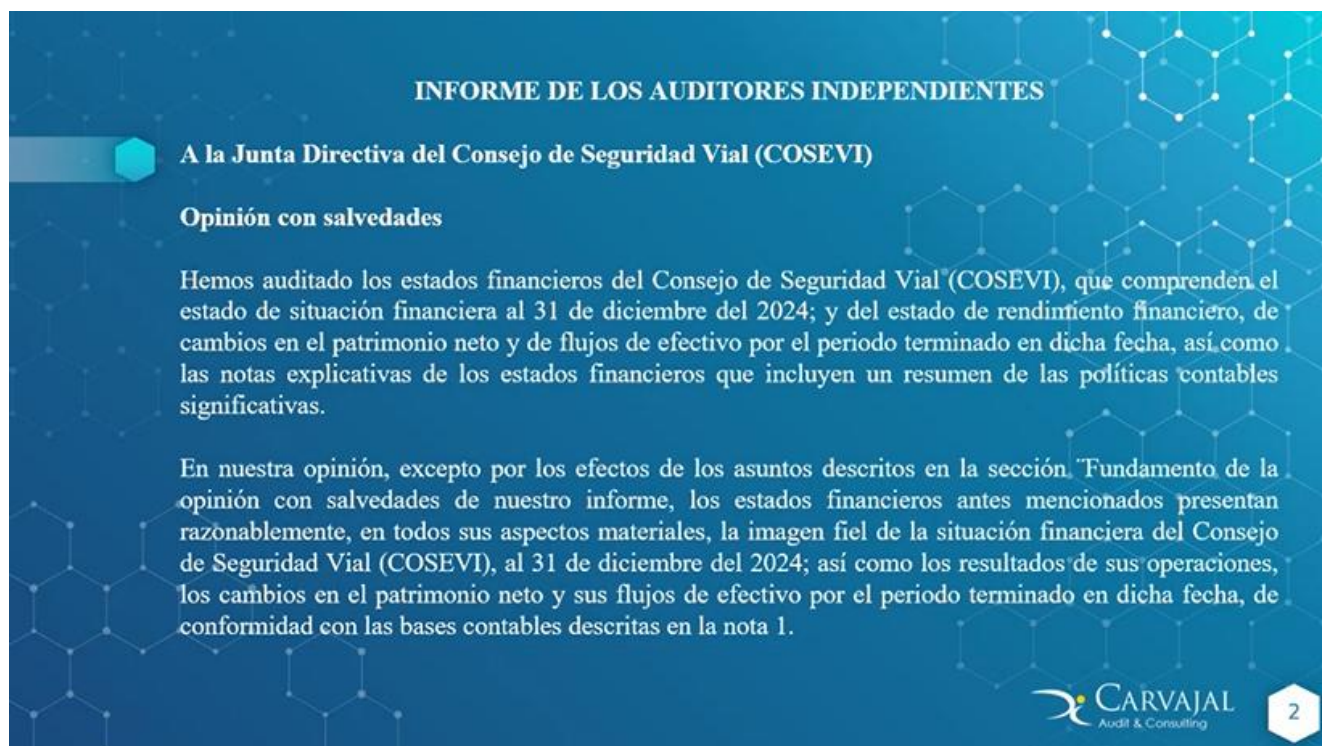 INFORME DE LOS AUDITORES INDEPENDIENTES
A la Junta Directiva del Consejo de Seguridad Vial (COSEVI)
Opinión con salvedades
Hemos auditado los estados financieros del Consejo de Seguridad Vial (COSEVI), que comprenden el
estado de situación financiera al 31 de diciembre del 2024; y del estado de rendimiento financiero, de
cambios en el patrimonio neto y de flujos de efectivo por el periodo terminado en dicha fecha, así como
las notas explicativas de los estados financieros que incluyen un resumen de las políticas contables
significativas.
En nuestra opinión, excepto por los efectos de los asuntos descritos en la sección ¨Fundamento de la
opinión con salvedades de nuestro informe, los estados financieros antes mencionados presentan
razonablemente, en todos sus aspectos materiales, la imagen fiel de la situación financiera del Consejo
de Seguridad Vial (COSEVI), al 31 de diciembre del 2024; así como los resultados de sus operaciones,
los cambios en el patrimonio neto y sus flujos de efectivo por el periodo terminado en dicha fecha, de
conformidad con las bases contables descritas en la nota 1.
CARVAJAL
Audit & Consulting
2